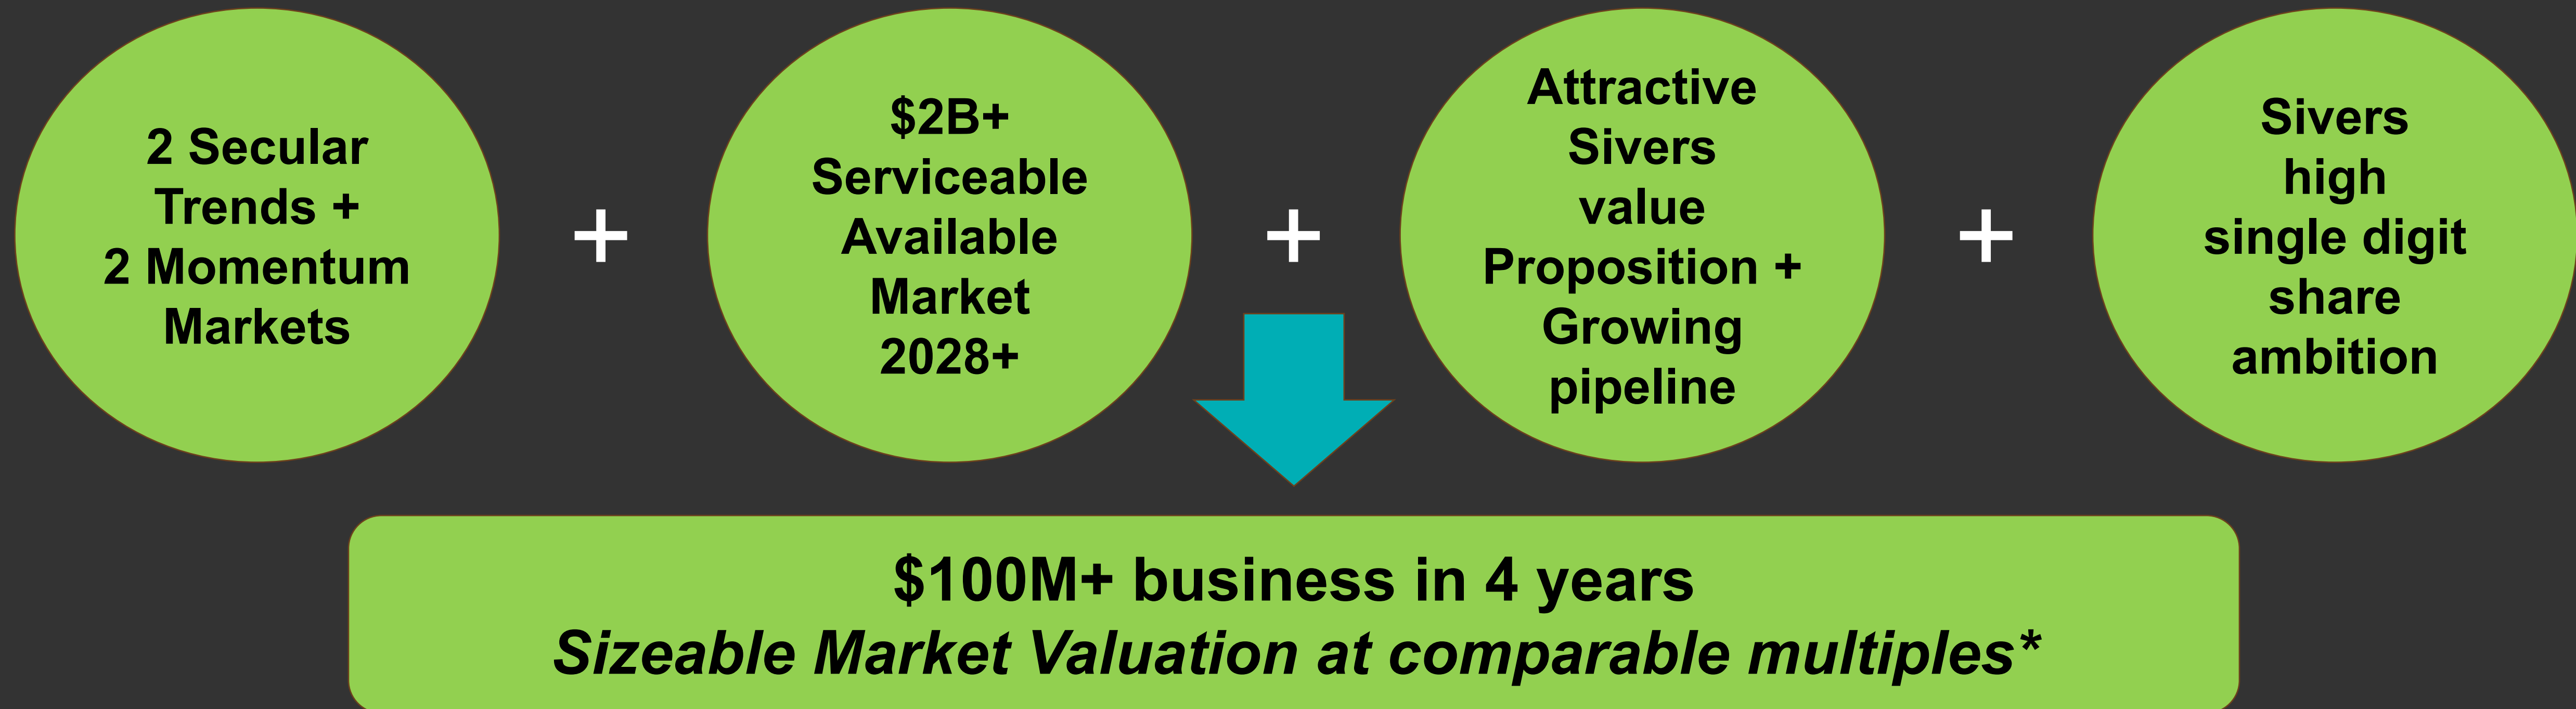 2 Secular
Trends +
2 Momentum
Markets
+
$2B+
Serviceable
Available
Market
2028+
+
Attractive
Sivers
value
Proposition +
Growing
pipeline
+
Sivers
high
single digit
share
ambition
$100M+ business in 4 years
Sizeable Market Valuation at comparable multiples*